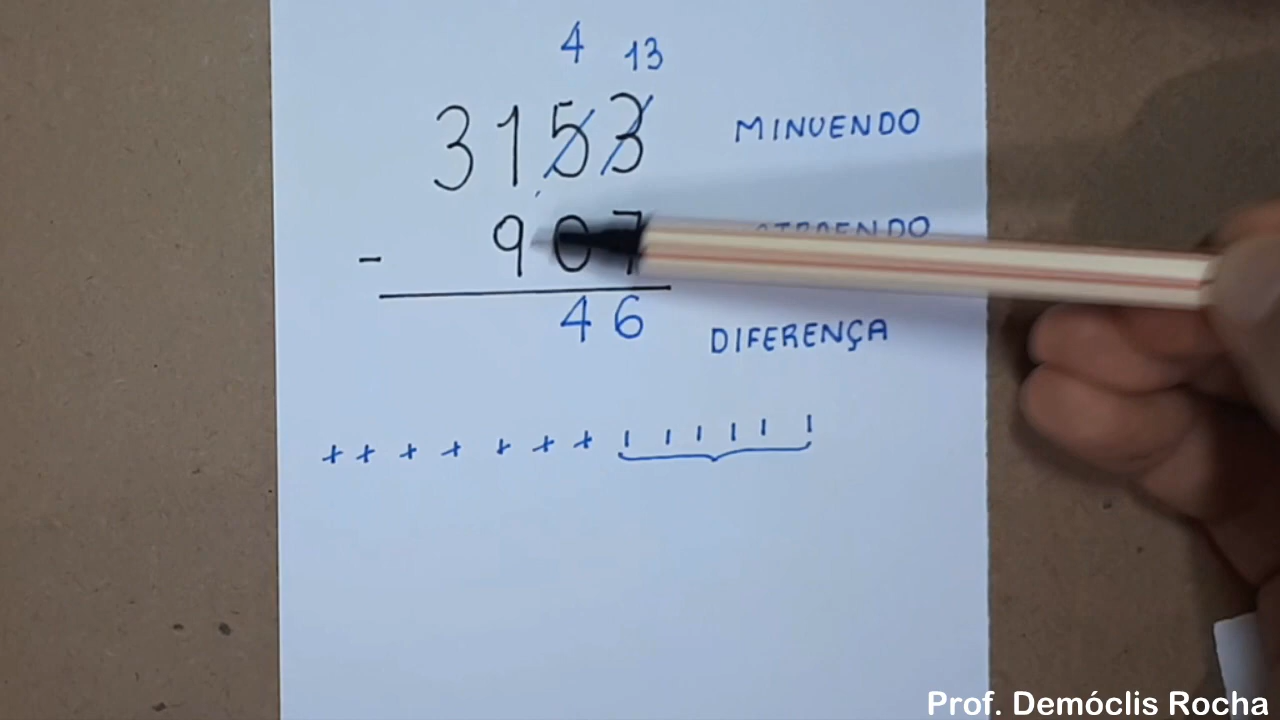 4 13
3153 MINUENDO
- 907
46 DIFERENÇA
+ + + + + + + | | | | | |
Prof. Demóclis Rocha